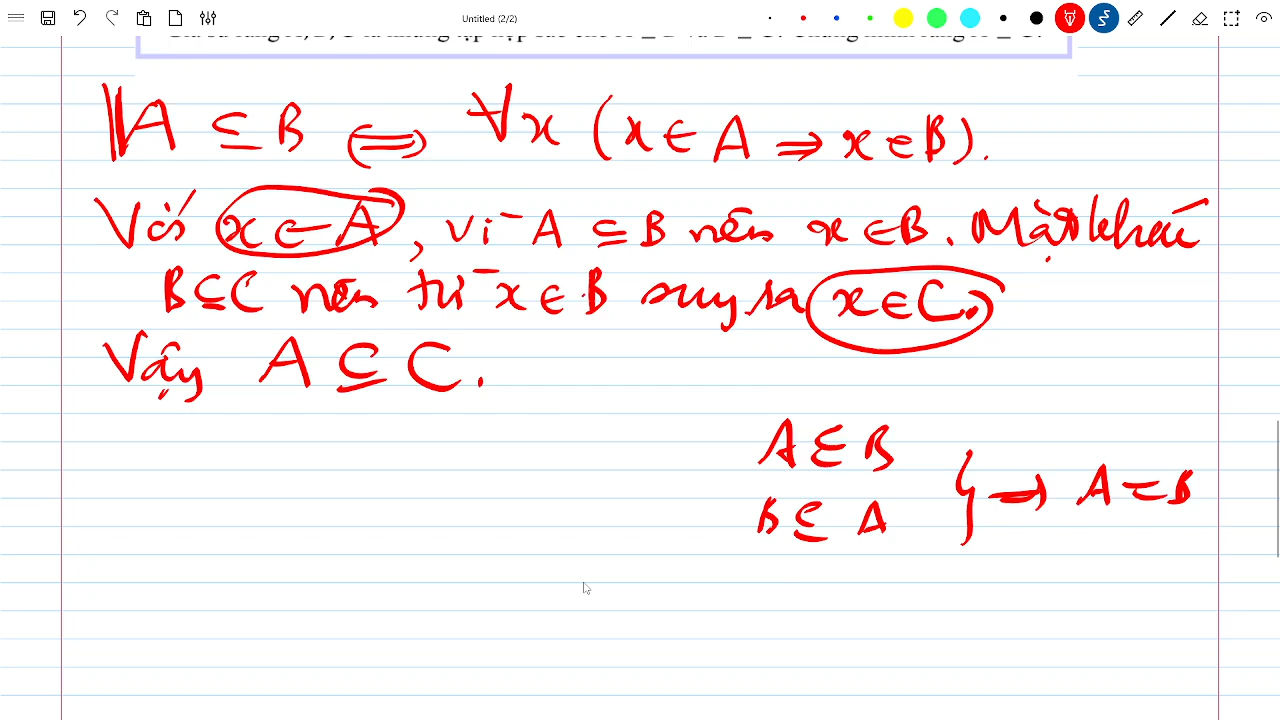 Untitled (2/2)
A ⊆ B ⇔ ∀x (x ∈ A ⇒ x ∈ B).
Với x ∈ A, vì A ⊆ B nên x ∈ B. Mặt khác
B ⊆ C nên từ x ∈ B suy ra x ∈ C.
Vậy A ⊆ C.
A ⊆ B
B ⊆ A } ⇒ A = B